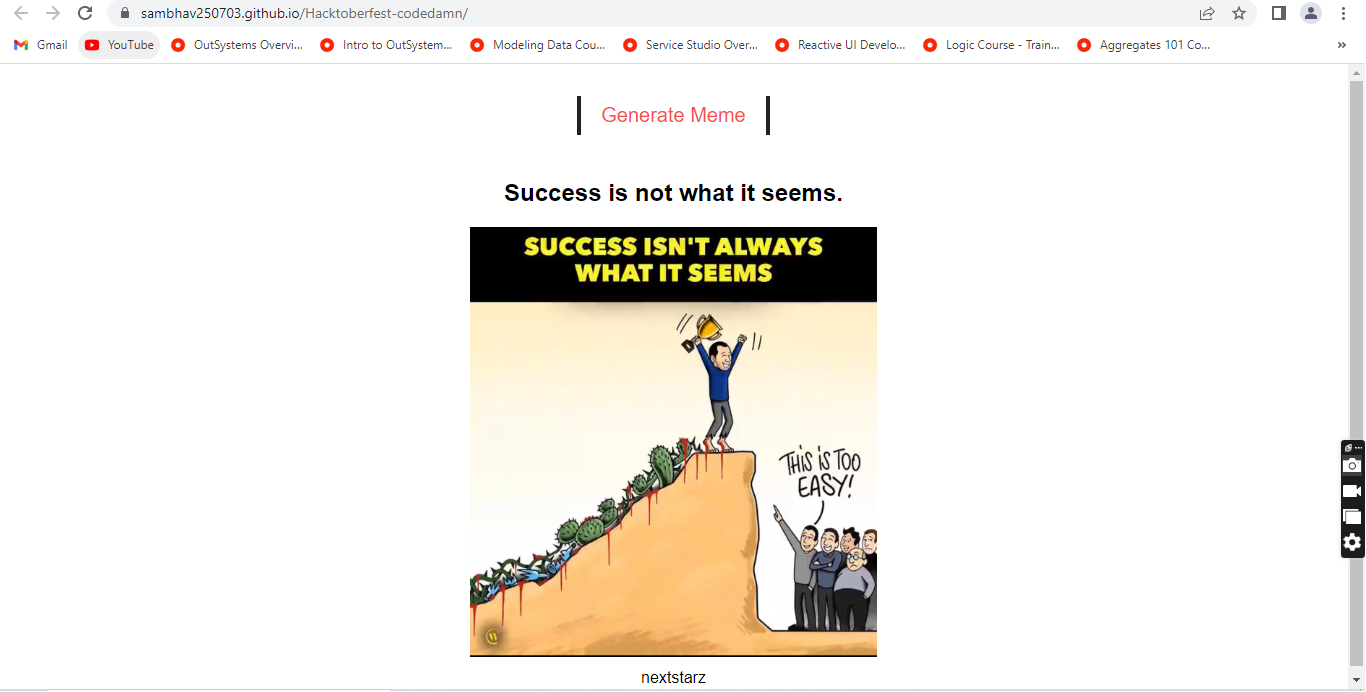 sambhav250703.github.io/Hacktoberfest-codedamn/
Gmail
YouTube
OutSystems Overvi...
Intro to OutSystem...
Modeling Data Cou...
Service Studio Over...
Reactive UI Develo...
Logic Course - Train...
Aggregates 101 Co...
»
Generate Meme
Success is not what it seems.
SUCCESS ISN'T ALWAYS
WHAT IT SEEMS
THIS IS TOO
EASY!
nextstarz